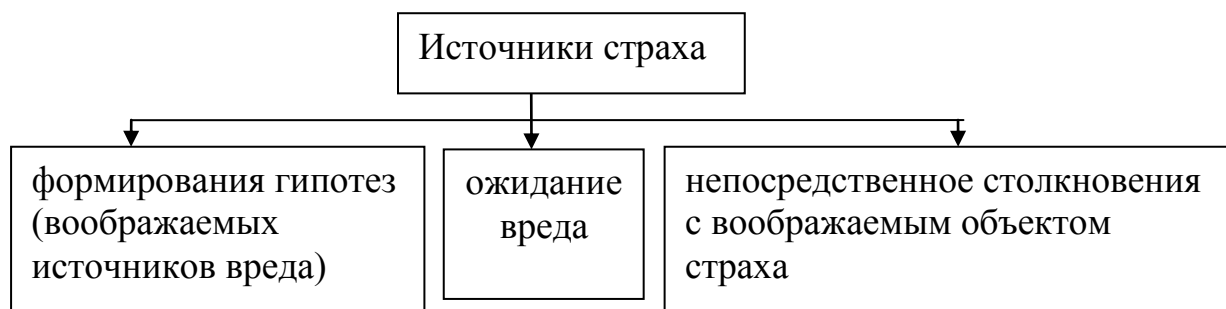 Источники страха
формирования гипотез
(воображаемых
источников вреда)
ожидание
вреда
непосредственное столкновения
с воображаемым объектом
страха